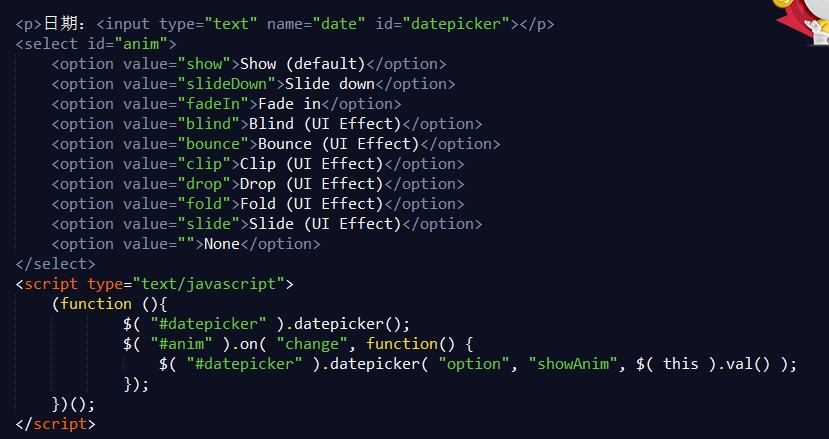 <p>日期：<input type="text" name="date" id="datepicker"></p>
<select id="anim">
    <option value="show">Show (default)</option>
    <option value="slideDown">Slide down</option>
    <option value="fadeIn">Fade in</option>
    <option value="blind">Blind (UI Effect)</option>
    <option value="bounce">Bounce (UI Effect)</option>
    <option value="clip">Clip (UI Effect)</option>
    <option value="drop">Drop (UI Effect)</option>
    <option value="fold">Fold (UI Effect)</option>
    <option value="slide">Slide (UI Effect)</option>
    <option value="">None</option>
</select>
<script type="text/javascript">
    (function (){
            $( "#datepicker" ).datepicker();
            $( "#anim" ).on( "change", function() {
                $( "#datepicker" ).datepicker( "option", "showAnim", $( this ).val() );
            });
    })();
</script>